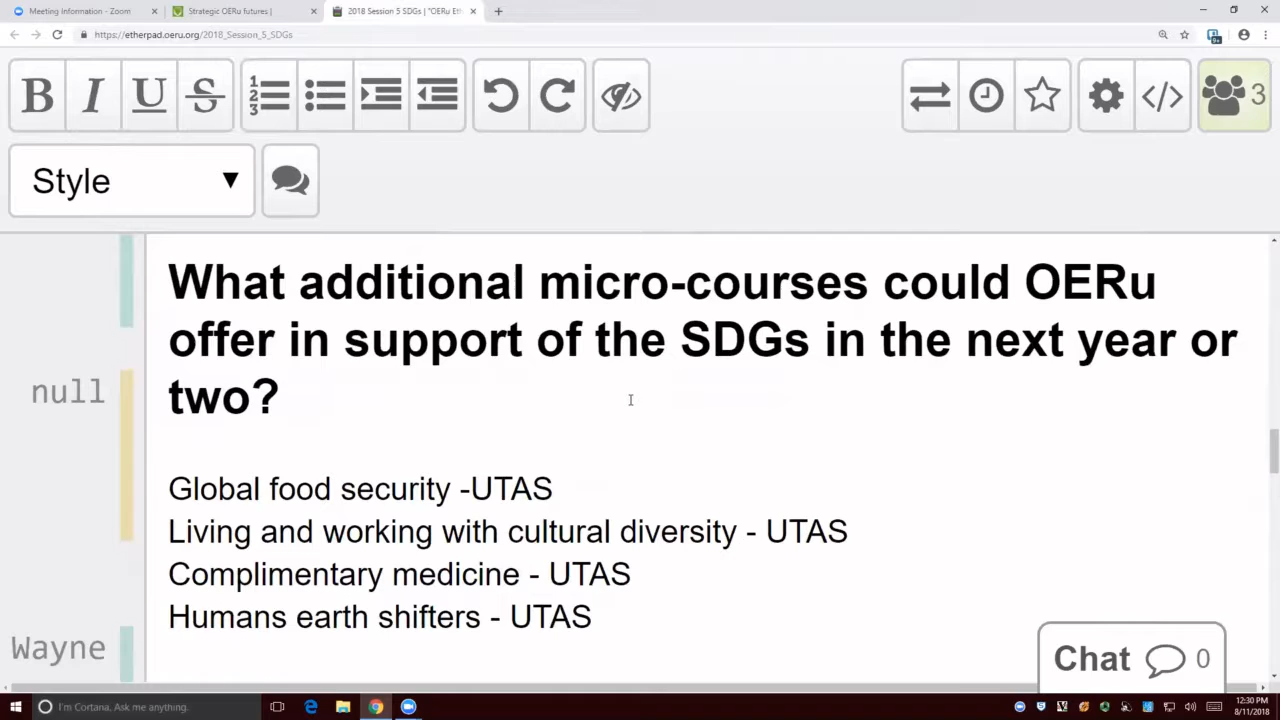 Meeting Information - Zoom
Strategic OERu futures |
2018 Session 5 SDGs | "OERu Eth
https://etherpad.oeru.org/2018_Session_5_SDGs
B I U S
3
Style
What additional micro-courses could OERu
offer in support of the SDGs in the next year or
two?
null
Global food security -UTAS
Living and working with cultural diversity - UTAS
Complimentary medicine - UTAS
Humans earth shifters - UTAS
Wayne
Chat 0
I'm Cortana. Ask me anything.
12:30 PM
8/11/2018